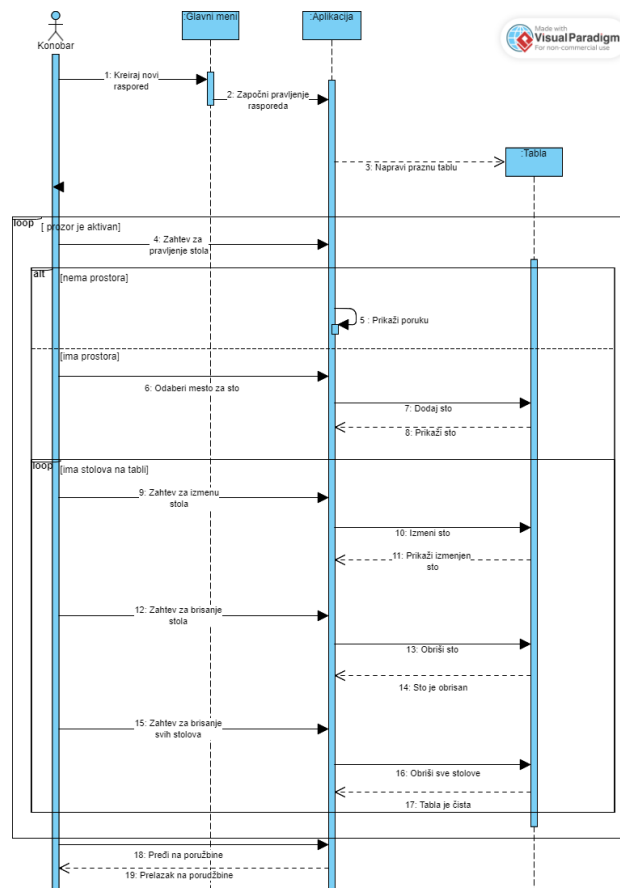 :Glavni meni
:Aplikacija
Made with
VisualParadigm
For non-commercial use
Konobar
1: Kreiraj novi
raspored
2: Započni pravljenje
rasporeda
:Tabla
3: Napravi praznu tablu
loop
[ prozor je aktivan]
4: Zahtev za
pravljenje stola
alt
[nema prostora]
5 : Prikaži poruku
[ima prostora]
6: Odaberi mesto za sto
7: Dodaj sto
8: Prikaži sto
loop
[ima stolova na tabli]
9: Zahtev za izmenu
stola
10: Izmeni sto
11: Prikaži izmenjen
sto
12: Zahtev za brisanje
stola
13: Obriši sto
14: Sto je obrisan
15: Zahtev za brisanje
svih stolova
16: Obriši sve stolove
17: Tabla je čista
18: Pređi na poružbine
19: Prelazak na porudžbine